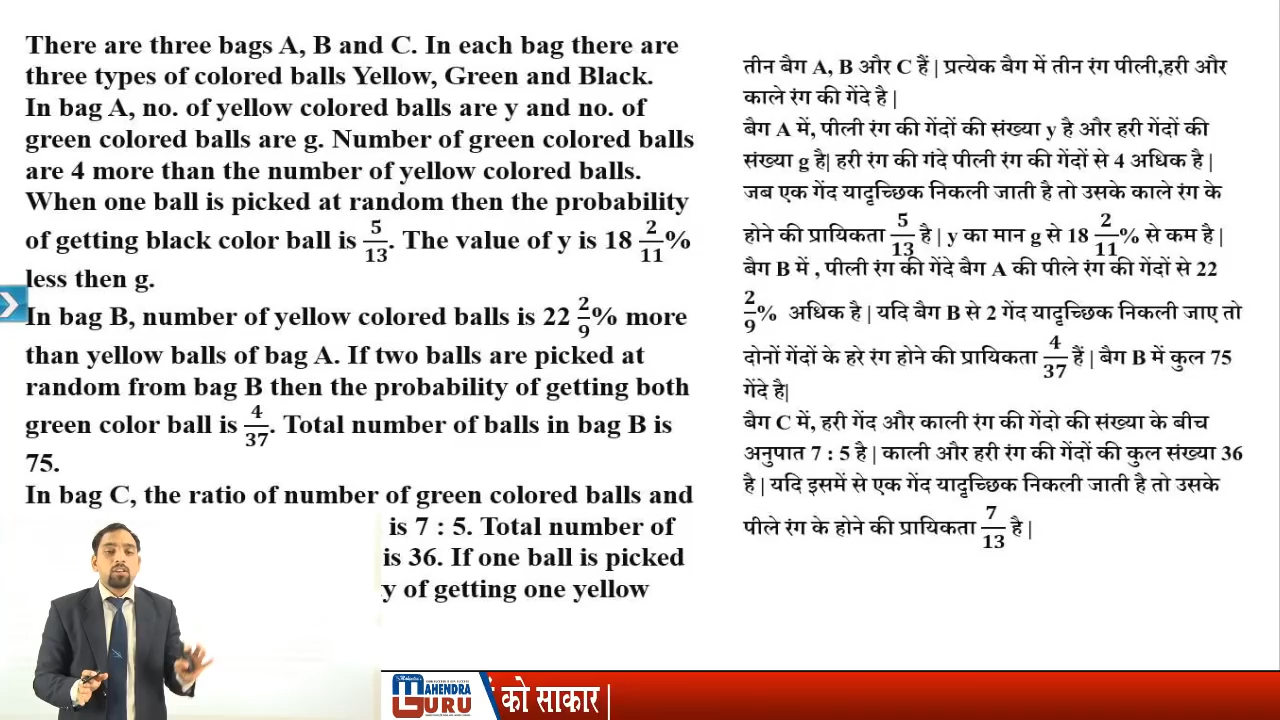 There are three bags A, B and C. In each bag there are
three types of colored balls Yellow, Green and Black.
In bag A, no. of yellow colored balls are y and no. of
green colored balls are g. Number of green colored balls
are 4 more than the number of yellow colored balls.
When one ball is picked at random then the probability
of getting black color ball is 5/13. The value of y is 18 2/11%
less then g.
In bag B, number of yellow colored balls is 22 2/9% more
than yellow balls of bag A. If two balls are picked at
random from bag B then the probability of getting both
green color ball is 4/37. Total number of balls in bag B is
75.
In bag C, the ratio of number of green colored balls and
is 7 : 5. Total number of
is 36. If one ball is picked
y of getting one yellow
तीन बैग A, B और C हैं | प्रत्येक बैग में तीन रंग पीली,हरी और
काले रंग की गेंदे है |
बैग A में, पीली रंग की गेंदों की संख्या y है और हरी गेंदों की
संख्या g है| हरी रंग की गंदे पीली रंग की गेंदों से 4 अधिक है |
जब एक गेंद यादृच्छिक निकली जाती है तो उसके काले रंग के
होने की प्रायिकता 5/13 है | y का मान g से 18 2/11% से कम है |
बैग B में , पीली रंग की गेंदे बैग A की पीले रंग की गेंदों से 22
2/9% अधिक है | यदि बैग B से 2 गेंद यादृच्छिक निकली जाए तो
दोनों गेंदों के हरे रंग होने की प्रायिकता 4/37 हैं | बैग B में कुल 75
गेंदे है|
बैग C में, हरी गेंद और काली रंग की गेंदो की संख्या के बीच
अनुपात 7 : 5 है | काली और हरी रंग की गेंदों की कुल संख्या 36
है | यदि इसमें से एक गेंद यादृच्छिक निकली जाती है तो उसके
पीले रंग के होने की प्रायिकता 7/13 है |
MAHENDRA
GURU
को साकार |